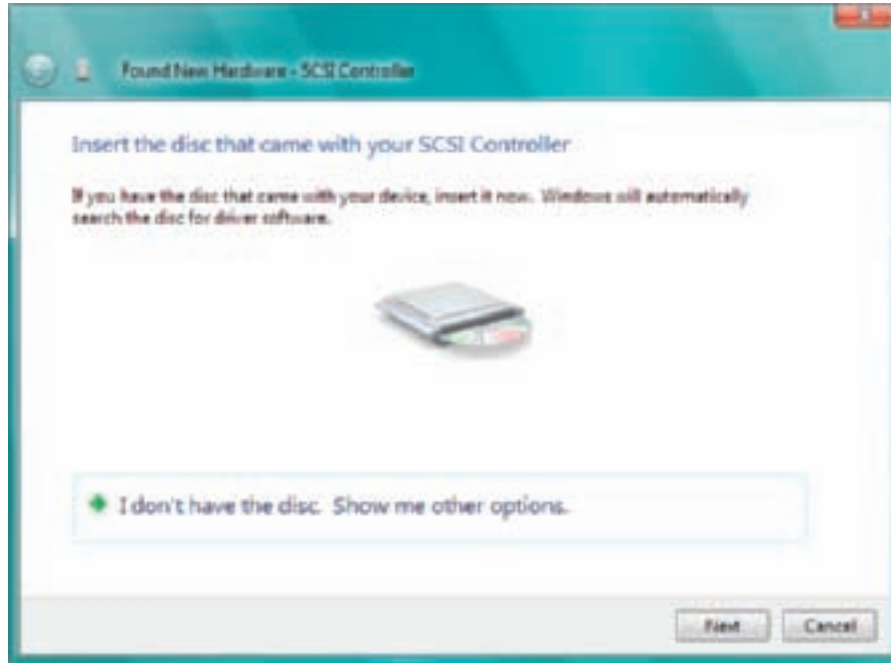 Found New Hardware - SCSI Controller
Insert the disc that came with your SCSI Controller
If you have the disc that came with your device, insert it now. Windows will automatically
search the disc for driver software.
I don't have the disc. Show me other options.
Next
Cancel